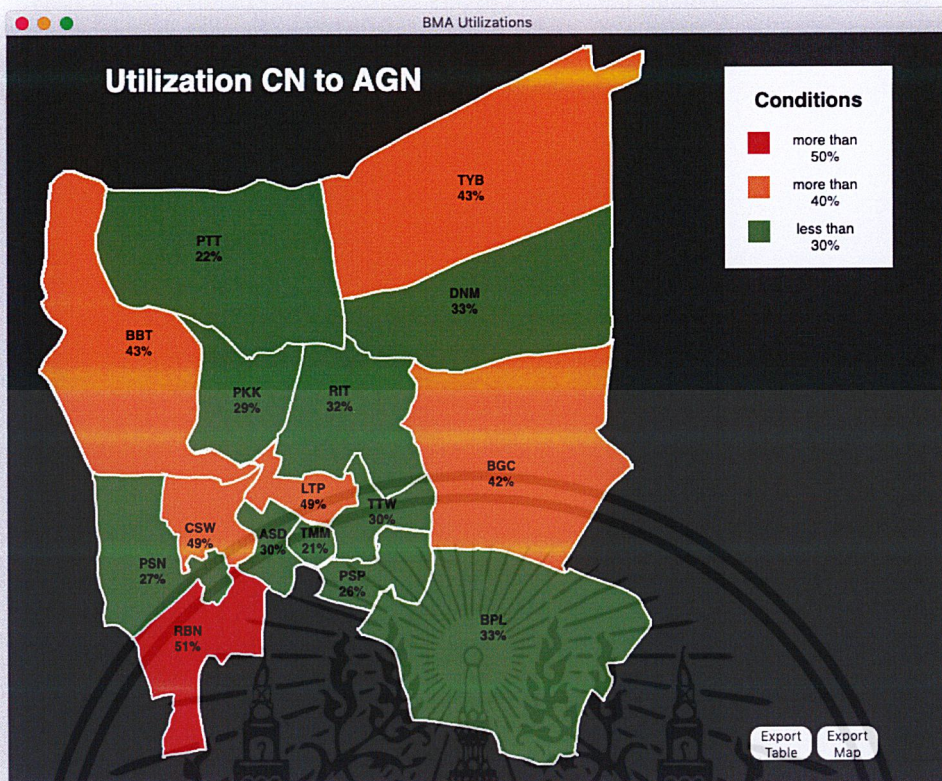 BMA Utilizations
Utilization CN to AGN
Conditions
more than
50%
more than
40%
less than
30%
TYB
43%
PTT
22%
DNM
33%
BBT
43%
PKK
29%
RIT
32%
BGC
42%
LTP
49%
TTW
30%
CSW
49%
ASD
30%
TMM
21%
PSN
27%
PSP
26%
BPL
33%
RBN
51%
Export
Table
Export
Map